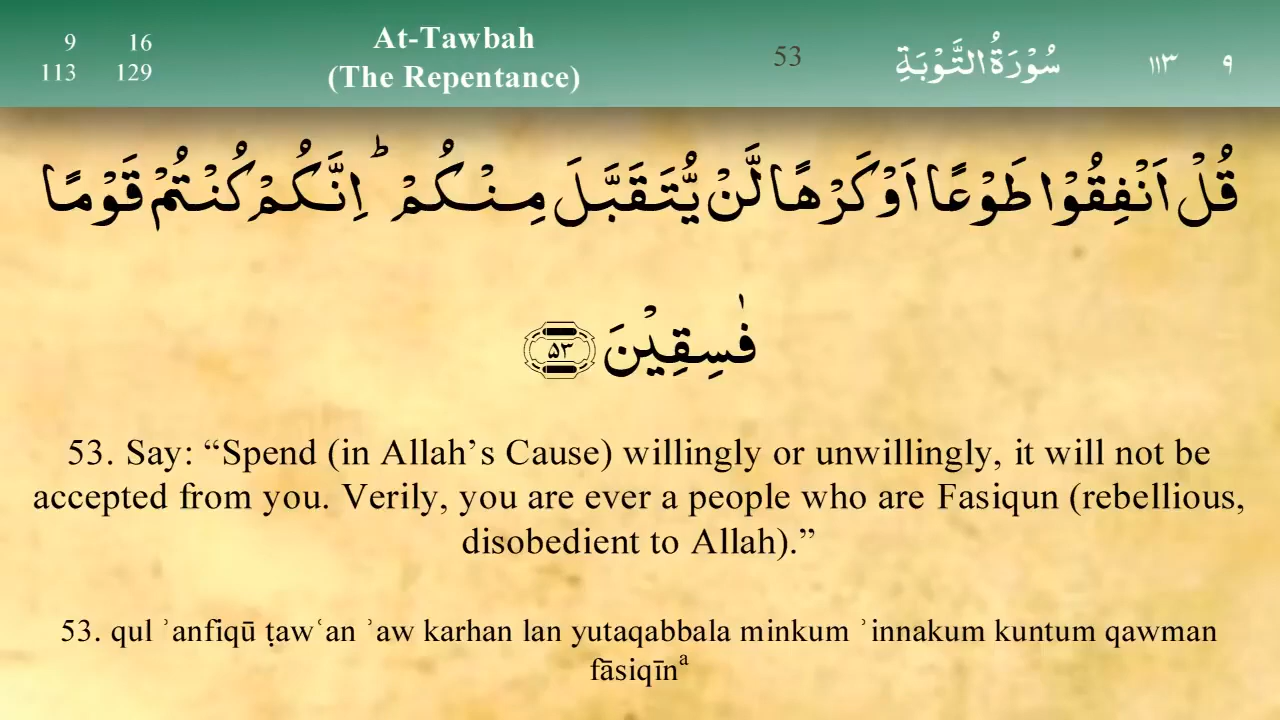 9 16
113 129
At-Tawbah
(The Repentance)
53
سُوْرَةُ التَّوْبَةِ
١١٣ ٩
قُلْ اَنْفِقُوْا طَوْعًا اَوْ كَرْهًا لَّنْ يُّتَقَبَّلَ مِنْكُمْ ؕ اِنَّكُمْ كُنْتُمْ قَوْمًا
فٰسِقِيْنَ ۵۳
53. Say: “Spend (in Allah’s Cause) willingly or unwillingly, it will not be
accepted from you. Verily, you are ever a people who are Fasiqun (rebellious,
disobedient to Allah).”
53. qul ʾanfiqū ṭawʿan ʾaw karhan lan yutaqabbala minkum ʾinnakum kuntum qawman
fāsiqīnᵃ